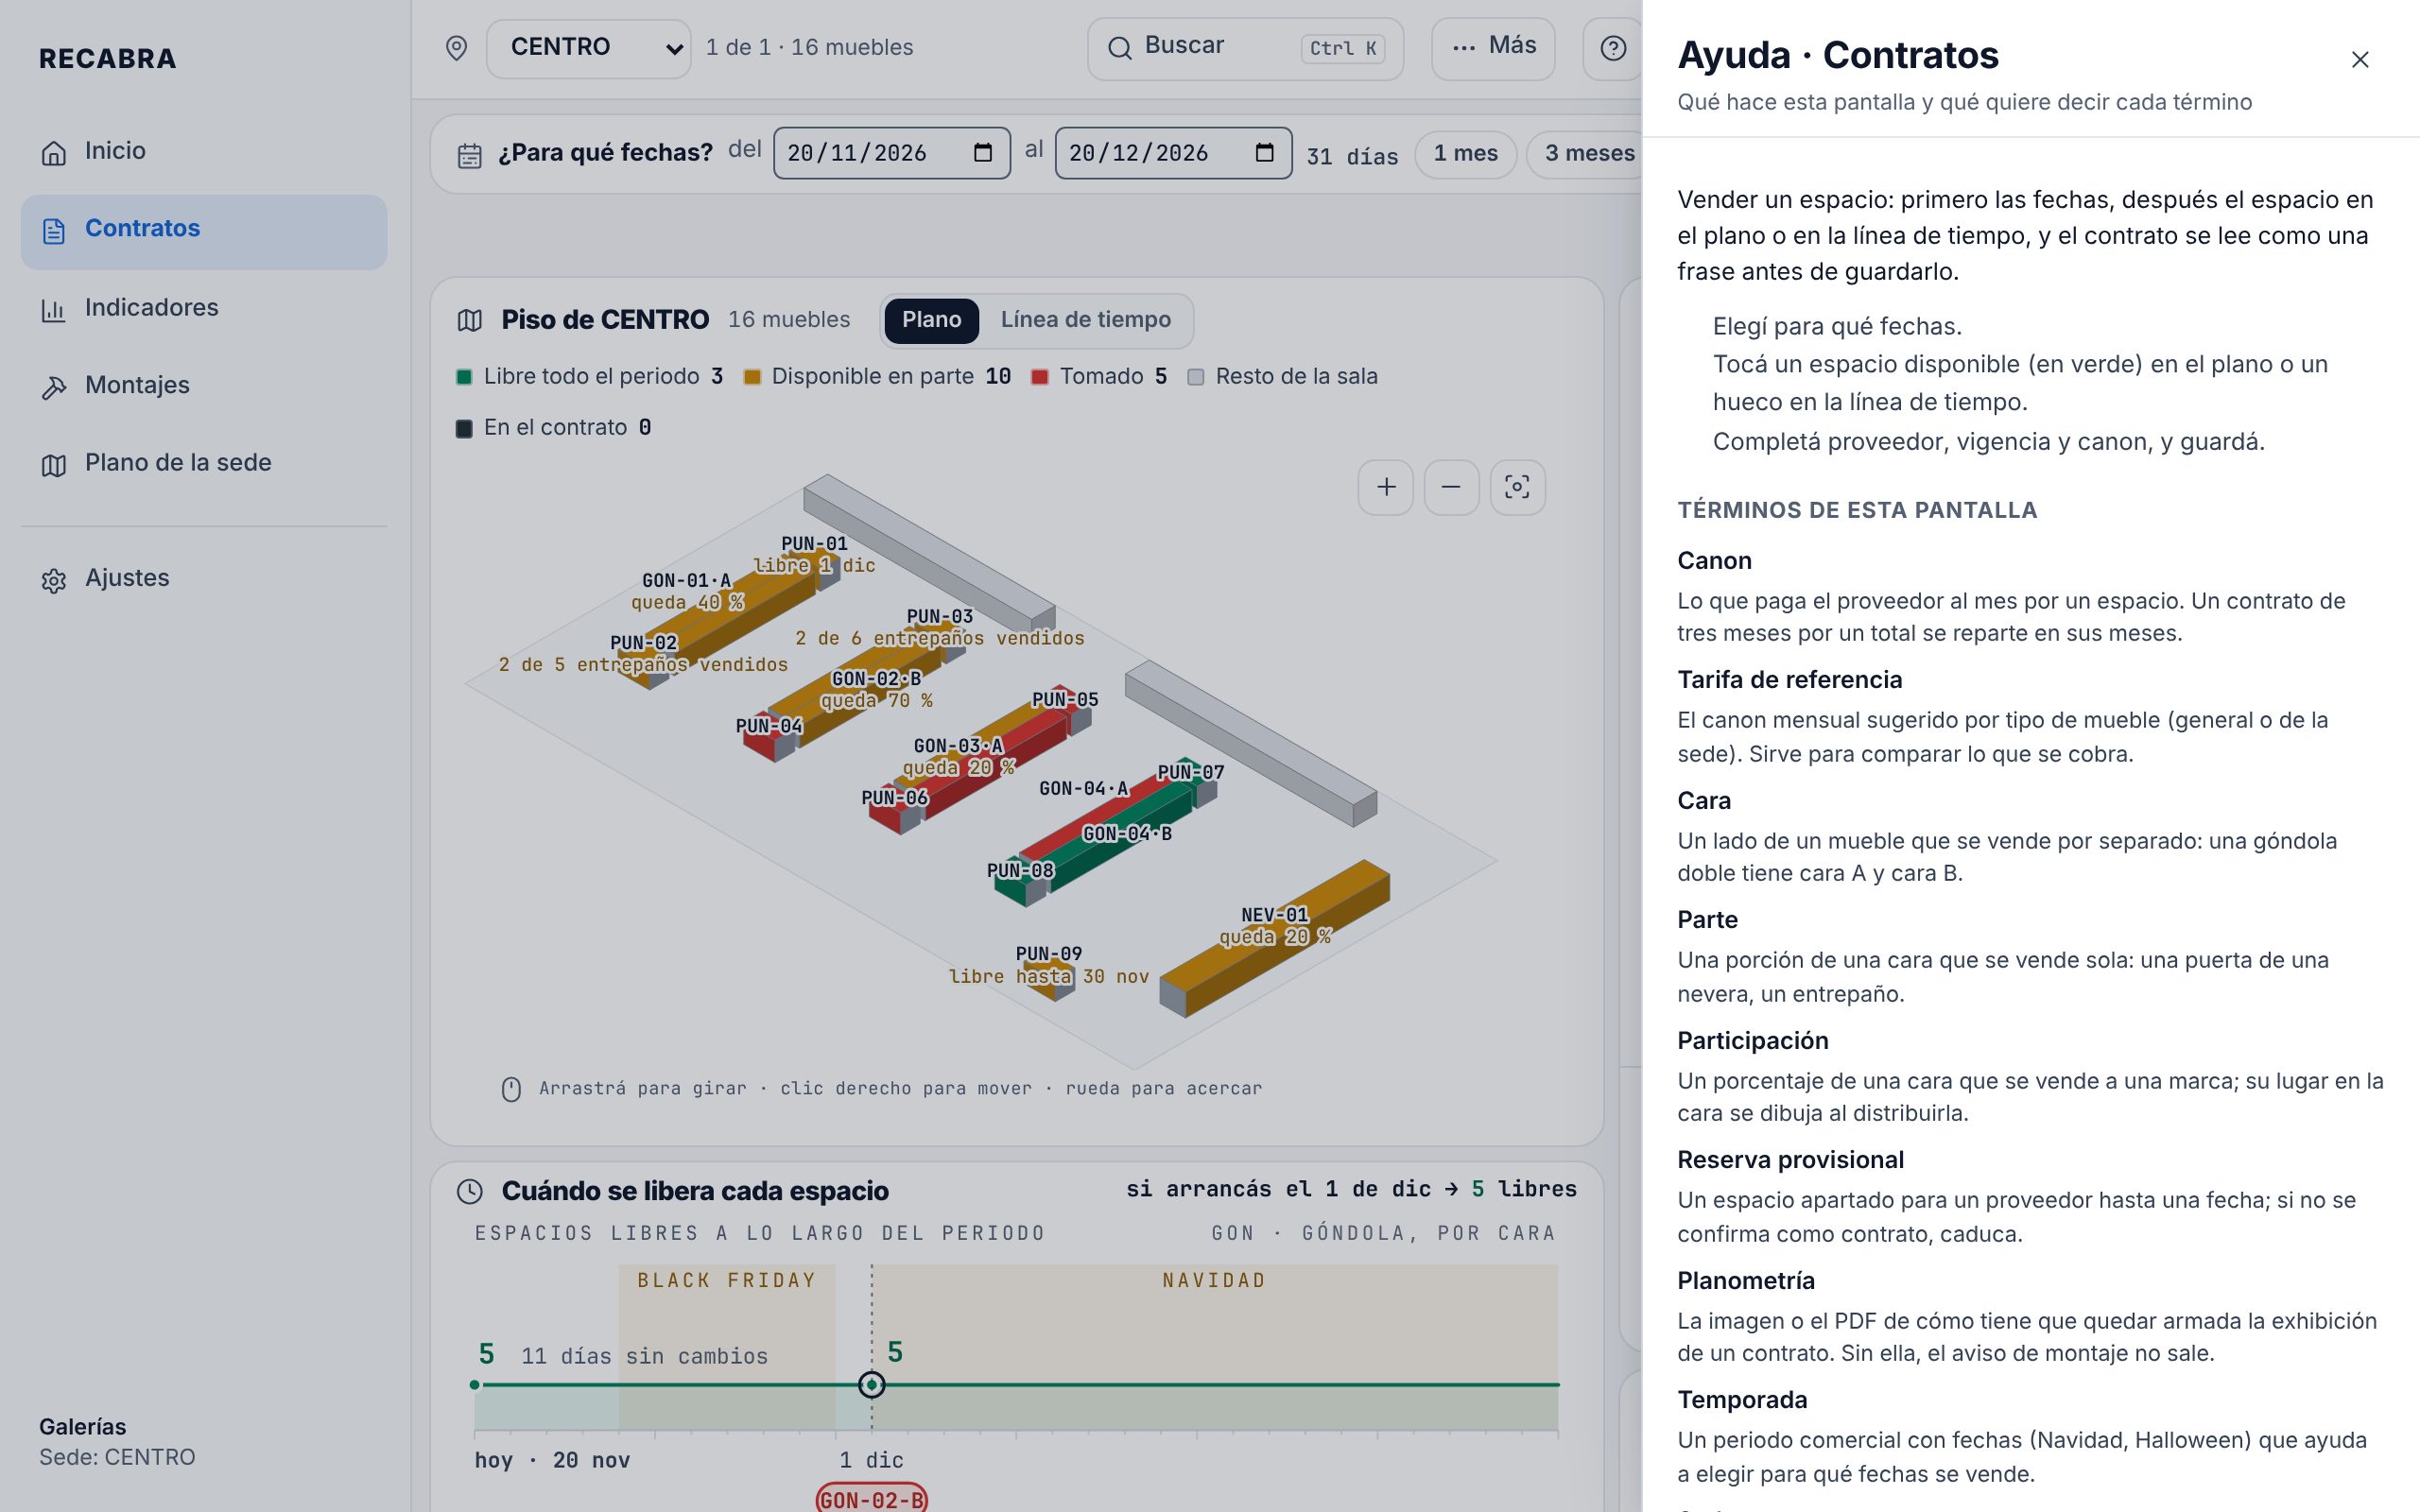 RECABRA
Inicio
Contratos
Indicadores
Montajes
Plano de la sede
Ajustes
Galerías
Sede: CENTRO
CENTRO
1 de 1 · 16 muebles
Buscar
Ctrl K
Más
¿Para qué fechas?
del
20/11/2026
al
20/12/2026
31 días
1 mes
3 meses
Piso de CENTRO
16 muebles
Plano
Línea de tiempo
Libre todo el periodo 3
Disponible en parte 10
Tomado 5
Resto de la sala
En el contrato 0
PUN-01
libre 1 dic
GON-01·A
queda 40 %
PUN-03
2 de 6 entrepaños vendidos
PUN-02
2 de 5 entrepaños vendidos
GON-02·B
queda 70 %
PUN-05
PUN-04
GON-03·A
queda 20 %
PUN-07
GON-04·A
PUN-06
GON-04·B
PUN-08
NEV-01
queda 20 %
PUN-09
libre hasta 30 nov
Arrastrá para girar · clic derecho para mover · rueda para acercar
Cuándo se libera cada espacio
si arrancás el 1 de dic → 5 libres
ESPACIOS LIBRES A LO LARGO DEL PERIODO
GON · GÓNDOLA, POR CARA
BLACK FRIDAY
NAVIDAD
5
11 días sin cambios
5
hoy · 20 nov
1 dic
GON-02-B
Ayuda · Contratos
Qué hace esta pantalla y qué quiere decir cada término
Vender un espacio: primero las fechas, después el espacio en
el plano o en la línea de tiempo, y el contrato se lee como una
frase antes de guardarlo.
Elegí para qué fechas.
Tocá un espacio disponible (en verde) en el plano o un
hueco en la línea de tiempo.
Completá proveedor, vigencia y canon, y guardá.
TÉRMINOS DE ESTA PANTALLA
Canon
Lo que paga el proveedor al mes por un espacio. Un contrato de
tres meses por un total se reparte en sus meses.
Tarifa de referencia
El canon mensual sugerido por tipo de mueble (general o de la
sede). Sirve para comparar lo que se cobra.
Cara
Un lado de un mueble que se vende por separado: una góndola
doble tiene cara A y cara B.
Parte
Una porción de una cara que se vende sola: una puerta de una
nevera, un entrepaño.
Participación
Un porcentaje de una cara que se vende a una marca; su lugar en la
cara se dibuja al distribuirla.
Reserva provisional
Un espacio apartado para un proveedor hasta una fecha; si no se
confirma como contrato, caduca.
Planometría
La imagen o el PDF de cómo tiene que quedar armada la exhibición
de un contrato. Sin ella, el aviso de montaje no sale.
Temporada
Un periodo comercial con fechas (Navidad, Halloween) que ayuda
a elegir para qué fechas se vende.